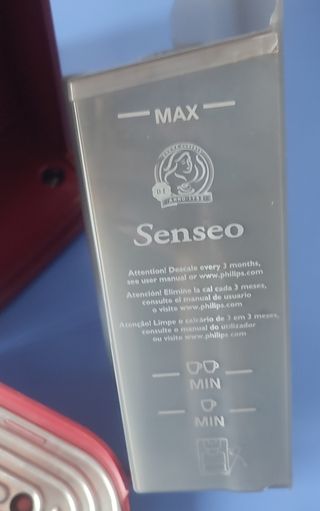 MAX
D.E
ANNO 1753
Senseo
Attention! Descale every 3 months,
see user manual or www.philips.com
Atención! Elimine la cal cada 3 meses,
consulte el manual de usuario
o visite www.philips.com
Atenção! Limpe o calcário de 3 em 3 meses,
consulte o manual do utilizador
ou visite www.philips.com
MIN
MIN